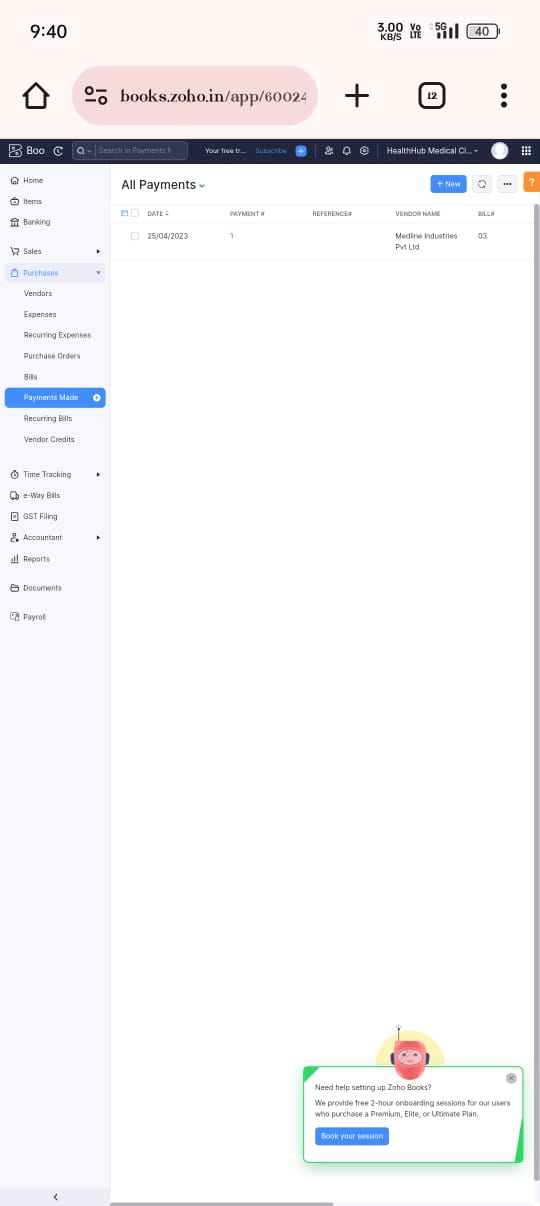 9:40
3.00 KB/S Vo LTE 5G 40
books.zoho.in/app/60024
12
Boo
Search in Payments M
Your free tr...
Subscribe
HealthHub Medical Cl...
Home
Items
Banking
Sales
Purchases
Vendors
Expenses
Recurring Expenses
Purchase Orders
Bills
Payments Made
Recurring Bills
Vendor Credits
Time Tracking
e-Way Bills
GST Filing
Accountant
Reports
Documents
Payroll
All Payments
+ New
?
DATE PAYMENT # REFERENCE# VENDOR NAME BILL#
25/04/2023 1 Medline Industries 03
Pvt Ltd
Need help setting up Zoho Books?
We provide free 2-hour onboarding sessions for our users
who purchase a Premium, Elite, or Ultimate Plan.
Book your session